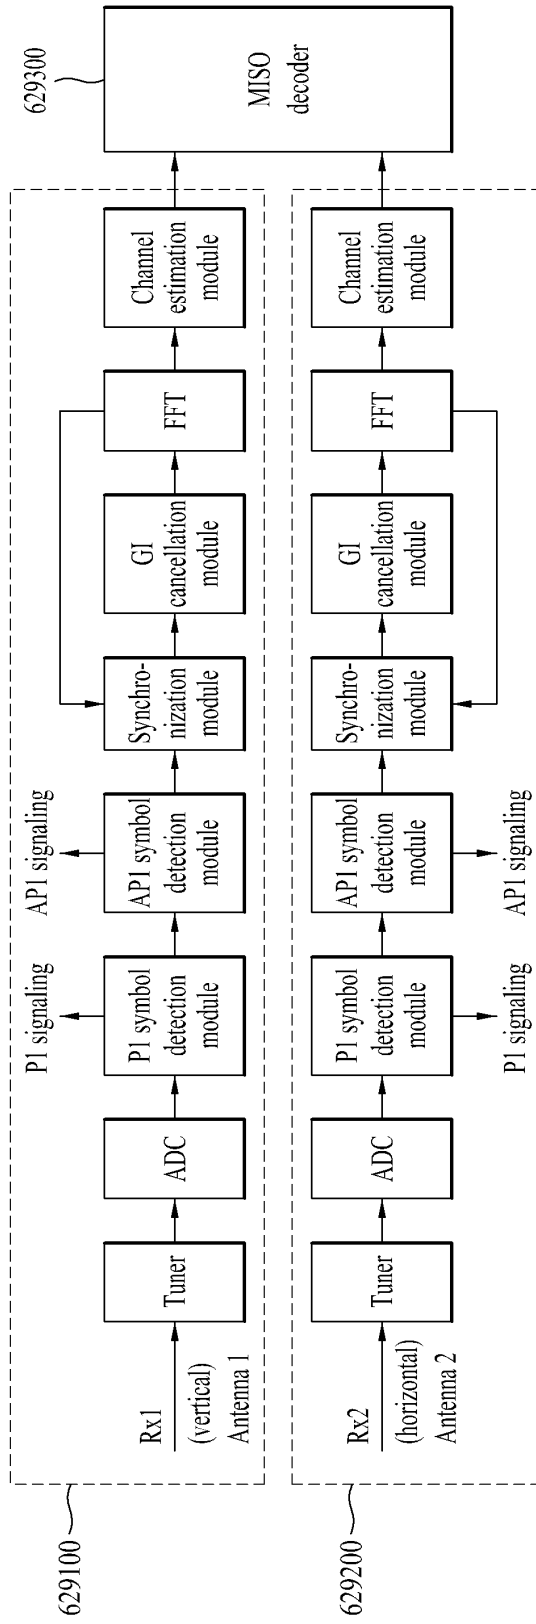 629100
Rx1
(vertical)
Antenna 1
Tuner
ADC
P1 symbol
detection
module
P1 signaling
AP1 symbol
detection
module
AP1 signaling
Synchro-
nization
module
GI
cancellation
module
FFT
Channel
estimation
module
629300
MISO
decoder
629200
Rx2
(horizontal)
Antenna 2
Tuner
ADC
P1 symbol
detection
module
P1 signaling
AP1 symbol
detection
module
AP1 signaling
Synchro-
nization
module
GI
cancellation
module
FFT
Channel
estimation
module